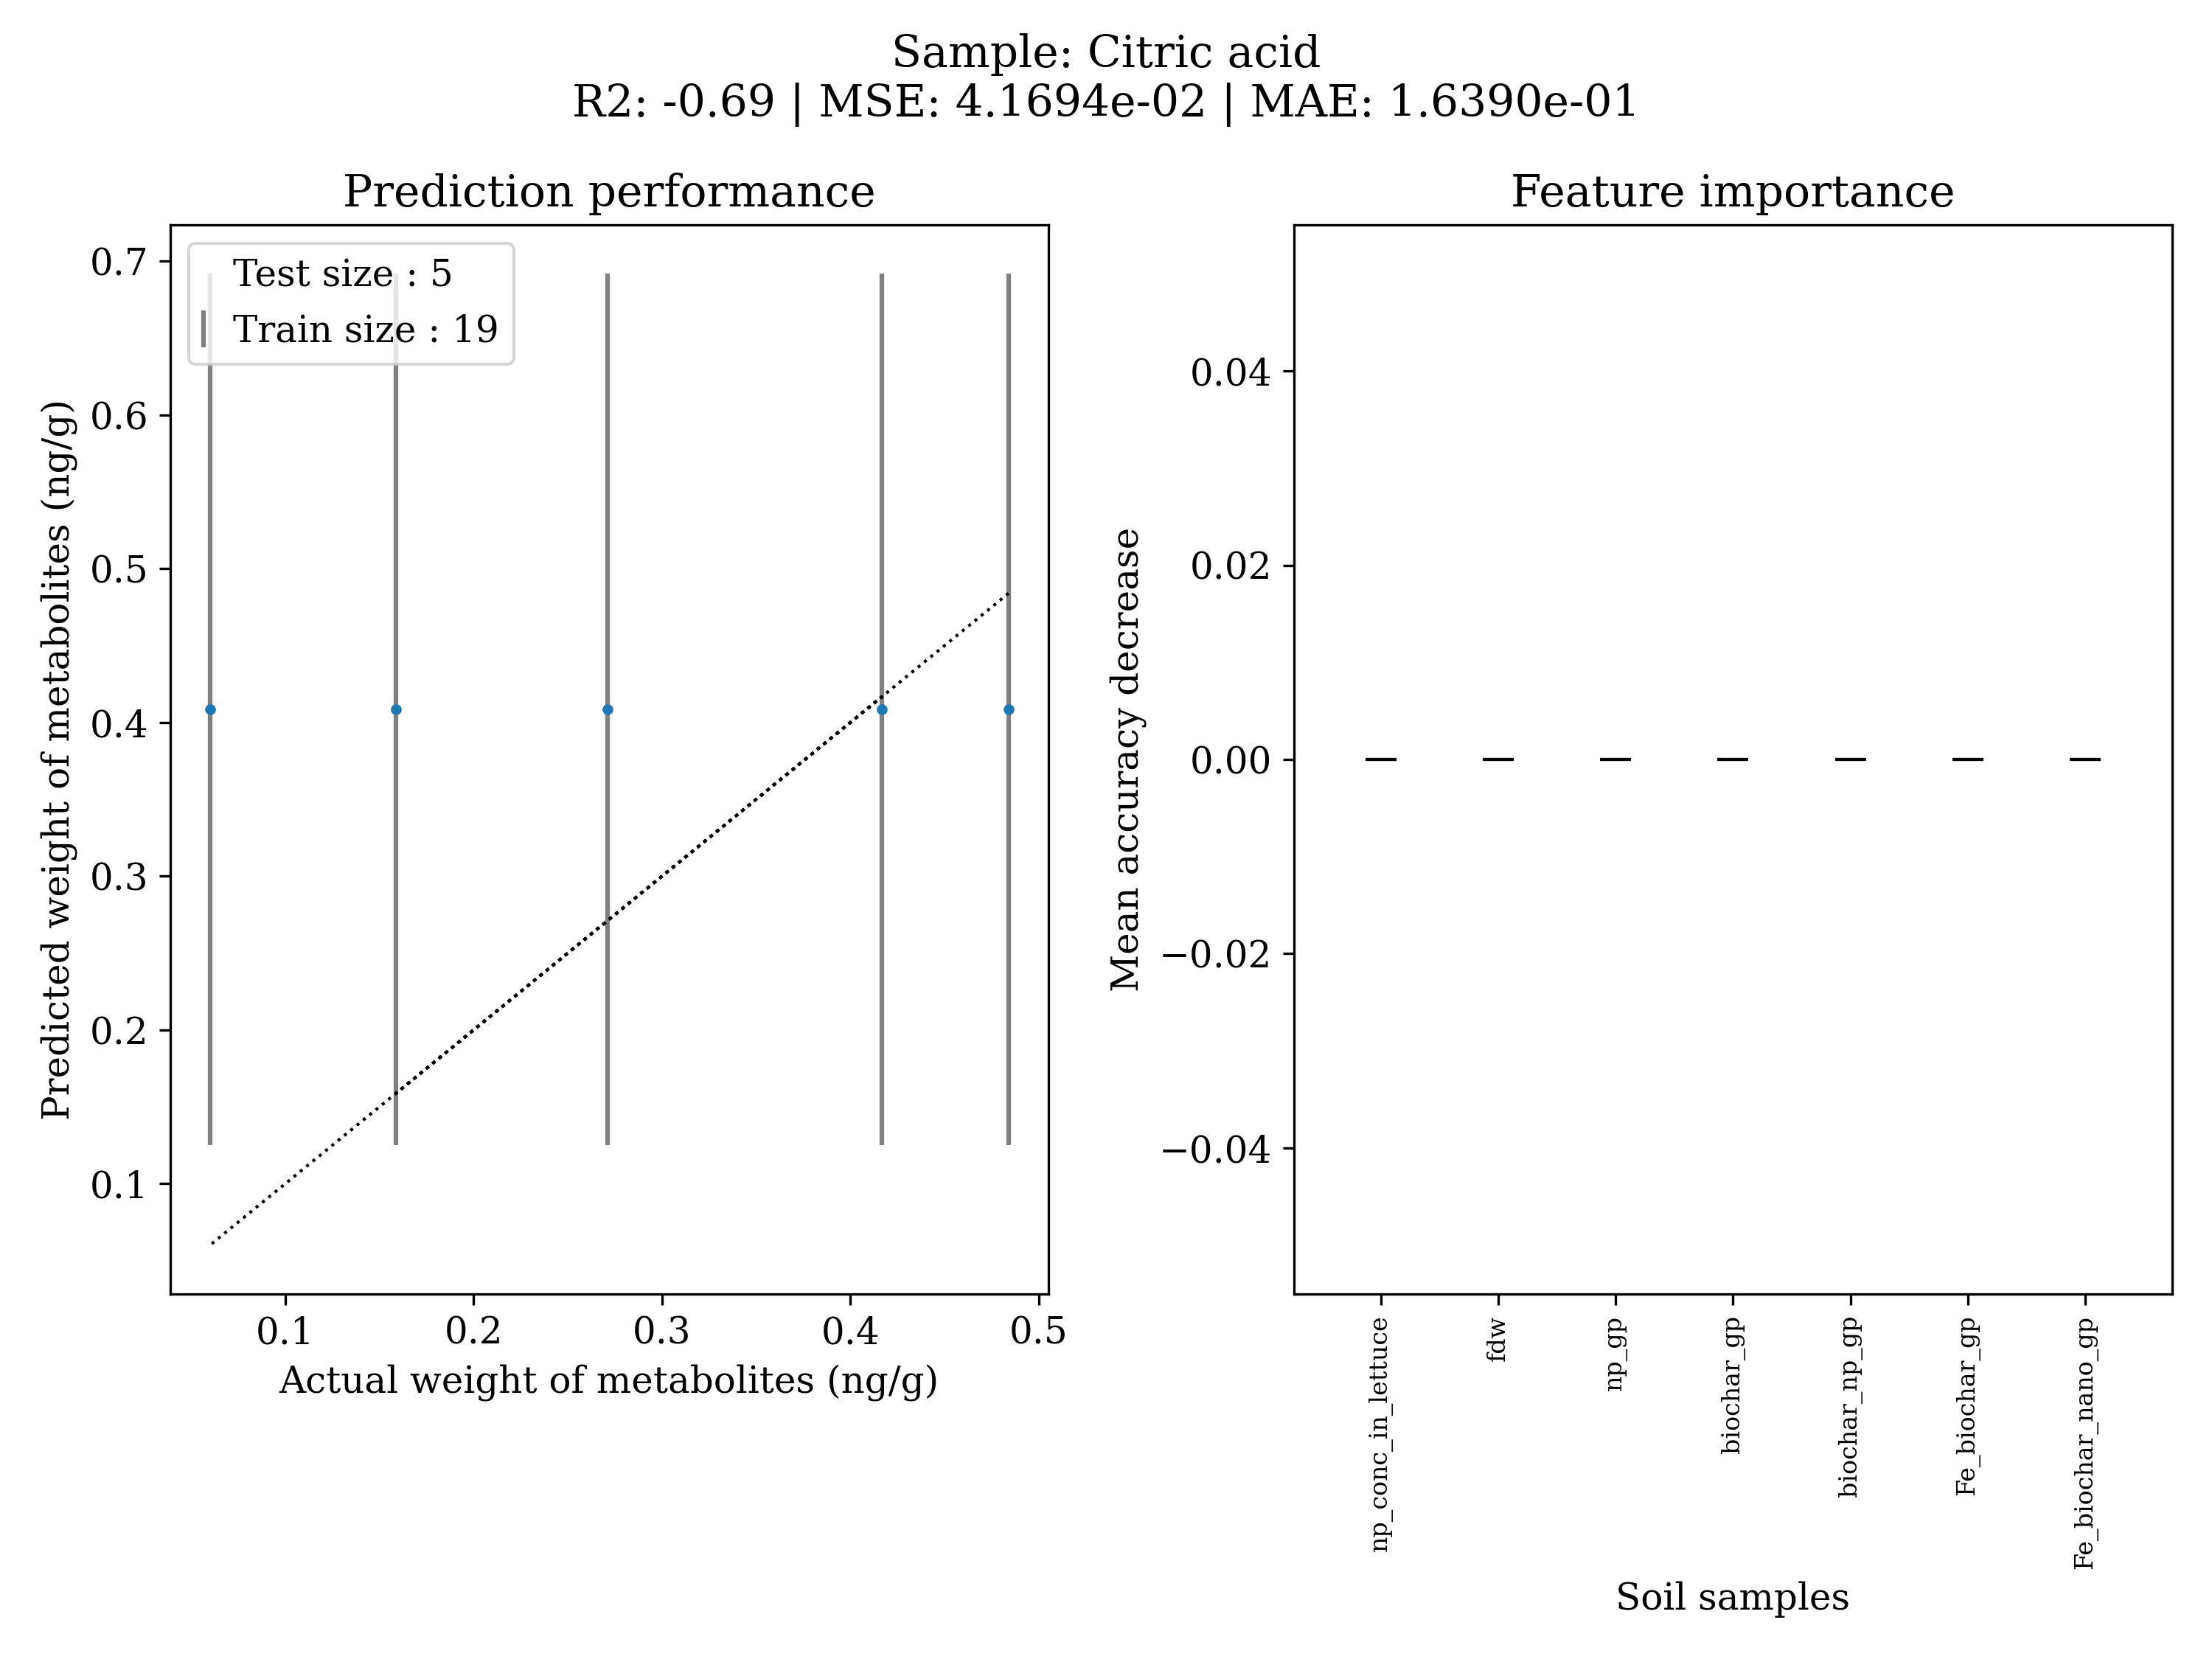 Sample: Citric acid
R2: -0.69 | MSE: 4.1694e-02 | MAE: 1.6390e-01
Prediction performance
Test size : 5
Train size : 19
0.7
0.6
0.5
0.4
0.3
0.2
0.1
Predicted weight of metabolites (ng/g)
0.1
0.2
0.3
0.4
0.5
Actual weight of metabolites (ng/g)
Feature importance
0.04
0.02
0.00
−0.02
−0.04
Mean accuracy decrease
np_conc_in_lettuce
fdw
np_gp
biochar_gp
biochar_np_gp
Fe_biochar_gp
Fe_biochar_nano_gp
Soil samples